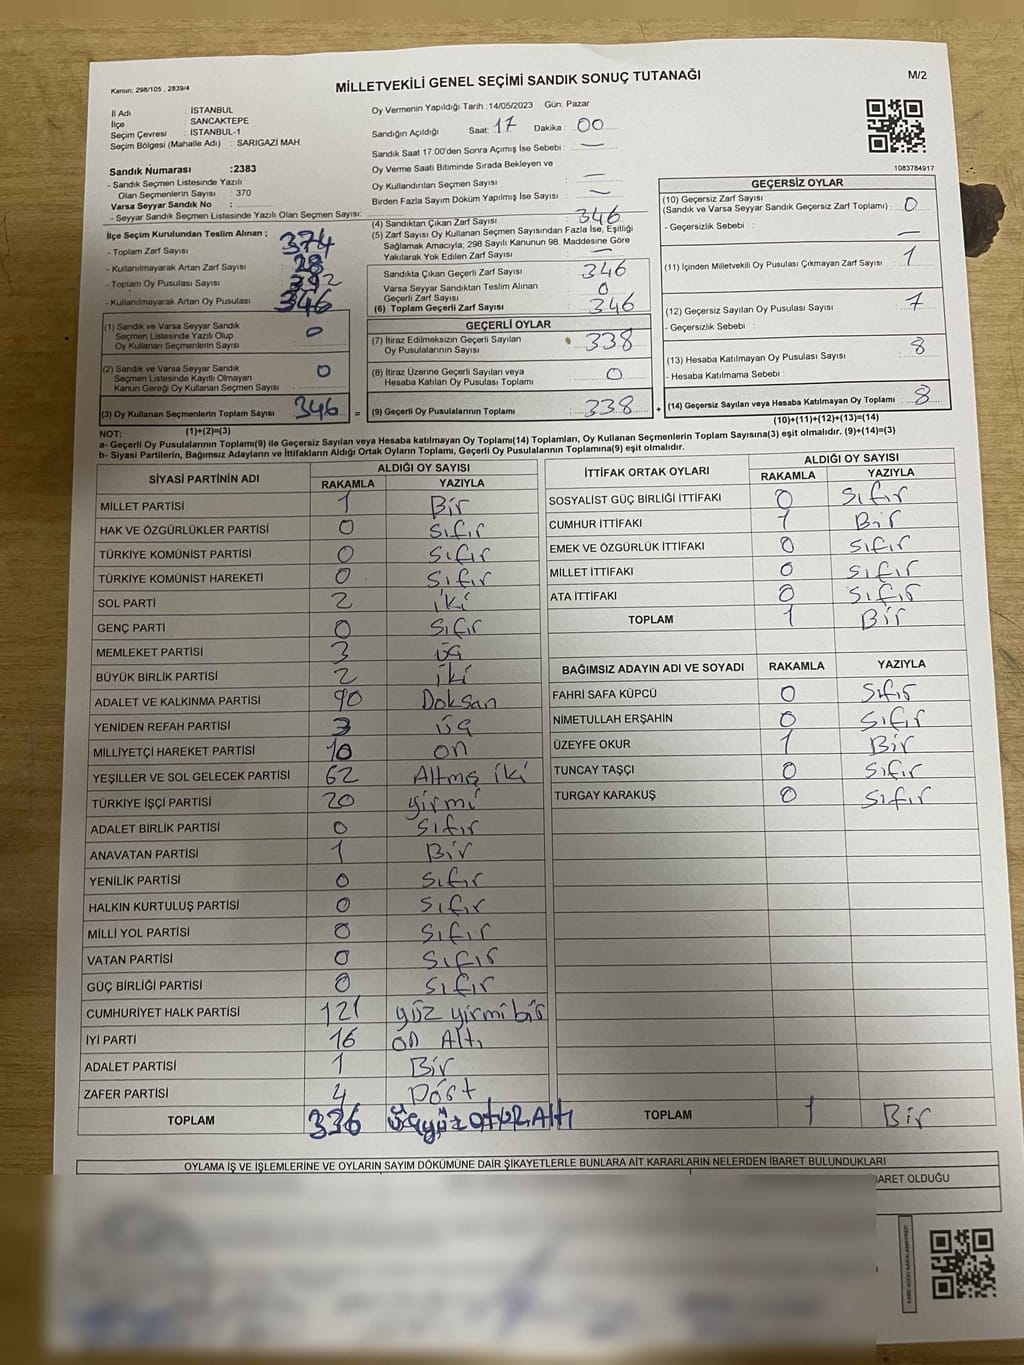 Kanun; 298/105 , 2839/4
MİLLETVEKİLİ GENEL SEÇİMİ SANDIK SONUÇ TUTANAĞI
M/2
İl Adı : İSTANBUL
İlçe : SANCAKTEPE
Seçim Çevresi : İSTANBUL-1
Seçim Bölgesi (Mahalle Adı) : SARIGAZİ MAH.
Sandık Numarası :2383
- Sandık Seçmen Listesinde Yazılı
Olan Seçmenlerin Sayısı : 370
Varsa Seyyar Sandık No :
- Seyyar Sandık Seçmen Listesinde Yazılı Olan Seçmen Sayısı:
Oy Vermenin Yapıldığı Tarih :14/05/2023 Gün: Pazar
Sandığın Açıldığı Saat: 17 Dakika : 00
Sandık Saat 17:00'den Sonra Açımış İse Sebebi : —
Oy Verme Saati Bitiminde Sırada Bekleyen ve
Oy Kullandırılan Seçmen Sayısı —
Birden Fazla Sayım Döküm Yapılmış İse Sayısı —
1083784917
İlçe Seçim Kurulundan Teslim Alınan ;
- Toplam Zarf Sayısı 374
- Kullanılmayarak Artan Zarf Sayısı 28
- Toplam Oy Pusulası Sayısı
- Kullanılmayarak Artan Oy Pusulası 346
(1) Sandık ve Varsa Seyyar Sandık
Seçmen Listesinde Yazılı Olup
Oy Kullanan Seçmenlerin Sayısı : 0
(2) Sandık ve Varsa Seyyar Sandık
Seçmen Listesinde Kayıtlı Olmayan
Kanun Gereği Oy Kullanan Seçmen Sayısı : 0
(3) Oy Kullanan Seçmenlerin Toplam Sayısı 346
(1)+(2)=(3)
(4) Sandıktan Çıkan Zarf Sayısı : 346
(5) Zarf Sayısı Oy Kullanan Seçmen Sayısından Fazla İse, Eşitliği
Sağlamak Amacıyla; 298 Sayılı Kanunun 98. Maddesine Göre
Yakılarak Yok Edilen Zarf Sayısı : —
Sandıkta Çıkan Geçerli Zarf Sayısı 346
Varsa Seyyar Sandıktan Teslim Alınan
Geçerli Zarf Sayısı 0
(6) Toplam Geçerli Zarf Sayısı : 346
GEÇERLİ OYLAR
(7) İtiraz Edilmeksizin Geçerli Sayılan
Oy Pusulalarının Sayısı : 338
(8) İtiraz Üzerine Geçerli Sayılan veya
Hesaba Katılan Oy Pusulası Toplamı : 0
= (9) Geçerli Oy Pusulalarının Toplamı : 338 +
GEÇERSİZ OYLAR
(10) Geçersiz Zarf Sayısı
(Sandık ve Varsa Seyyar Sandık Geçersiz Zarf Toplamı) : 0
- Geçersizlik Sebebi : —
(11) İçinden Milletvekili Oy Pusulası Çıkmayan Zarf Sayısı : 1
(12) Geçersiz Sayılan Oy Pusulası Sayısı : 7
- Geçersizlik Sebebi :
(13) Hesaba Katılmayan Oy Pusulası Sayısı : 8
- Hesaba Katılmama Sebebi :
(14) Geçersiz Sayılan veya Hesaba Katılmayan Oy Toplamı : 8
(10)+(11)+(12)+(13)=(14)
NOT:
a- Geçerli Oy Pusulalarının Toplamı(9) ile Geçersiz Sayılan veya Hesaba katılmayan Oy Toplamı(14) Toplamları, Oy Kullanan Seçmenlerin Toplam Sayısına(3) eşit olmalıdır. (9)+(14)=(3)
b- Siyasi Partilerin, Bağımsız Adayların ve İttifakların Aldığı Oyların Toplamı, Geçerli Oy Pusulalarının Toplamına(9) eşit olmalıdır.
SİYASİ PARTİNİN ADI ALDIĞI OY SAYISI
RAKAMLA YAZIYLA
MİLLET PARTİSİ 1 Bir
HAK VE ÖZGÜRLÜKLER PARTİSİ 0 Sıfır
TÜRKİYE KOMÜNİST PARTİSİ 0 Sıfır
TÜRKİYE KOMÜNİST HAREKETİ 0 Sıfır
SOL PARTİ 2 iki
GENÇ PARTİ 0 Sıfır
MEMLEKET PARTİSİ 3 üç
BÜYÜK BİRLİK PARTİSİ 2 iki
ADALET VE KALKINMA PARTİSİ 90 Doksan
YENİDEN REFAH PARTİSİ 3 üç
MİLLİYETÇİ HAREKET PARTİSİ 10 on
YEŞİLLER VE SOL GELECEK PARTİSİ 62 Altmış iki
TÜRKİYE İŞÇİ PARTİSİ 20 yirmi
ADALET BİRLİK PARTİSİ 0 Sıfır
ANAVATAN PARTİSİ 1 Bir
YENİLİK PARTİSİ 0 Sıfır
HALKIN KURTULUŞ PARTİSİ 0 Sıfır
MİLLİ YOL PARTİSİ 0 Sıfır
VATAN PARTİSİ 0 Sıfır
GÜÇ BİRLİĞİ PARTİSİ 0 Sıfır
CUMHURİYET HALK PARTİSİ 121 yüz yirmi bir
İYİ PARTİ 16 on Altı
ADALET PARTİSİ 1 Bir
ZAFER PARTİSİ 4 Dört
TOPLAM 336 üçyüz otuz Altı
İTTİFAK ORTAK OYLARI ALDIĞI OY SAYISI
RAKAMLA YAZIYLA
SOSYALİST GÜÇ BİRLİĞİ İTTİFAKI 0 Sıfır
CUMHUR İTTİFAKI 1 Bir
EMEK VE ÖZGÜRLÜK İTTİFAKI 0 Sıfır
MİLLET İTTİFAKI 0 Sıfır
ATA İTTİFAKI 0 Sıfır
TOPLAM 1 Bir
BAĞIMSIZ ADAYIN ADI VE SOYADI RAKAMLA YAZIYLA
FAHRİ SAFA KÜPCÜ 0 Sıfır
NİMETULLAH ERŞAHİN 0 Sıfır
ÜZEYFE OKUR 1 Bir
TUNCAY TAŞÇI 0 Sıfır
TURGAY KARAKUŞ 0 Sıfır
TOPLAM 1 Bir
OYLAMA İŞ VE İŞLEMLERİNE VE OYLARIN SAYIM DÖKÜMÜNE DAİR ŞİKAYETLERLE BUNLARA AİT KARARLARIN NELERDEN İBARET BULUNDUKLARI
BARET OLDUĞU